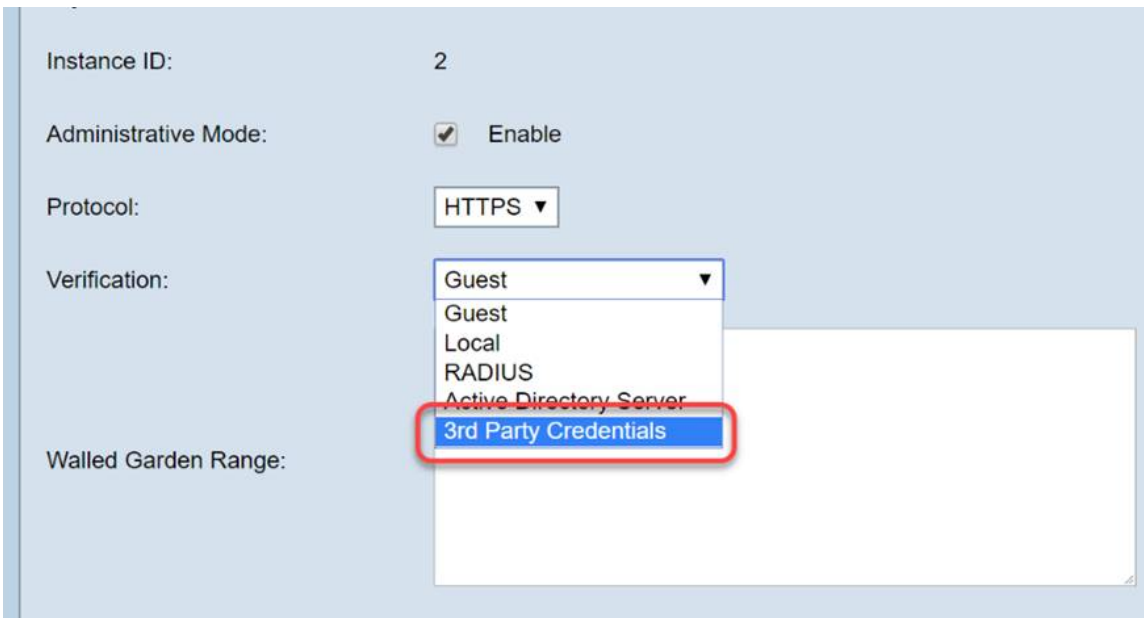 Instance ID: 2
Administrative Mode: Enable
Protocol: HTTPS
Verification: Guest
Guest
Local
RADIUS
Active Directory Server
3rd Party Credentials
Walled Garden Range: